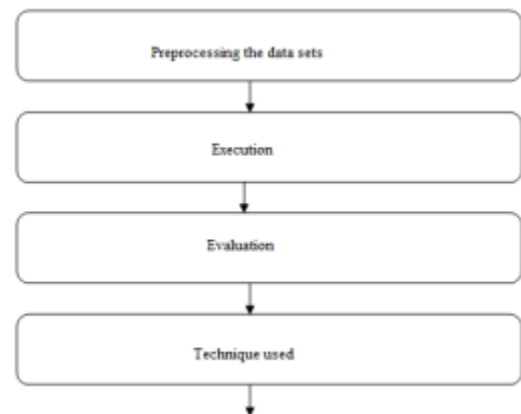 Preprocessing the data sets
Execution
Evaluation
Technique used